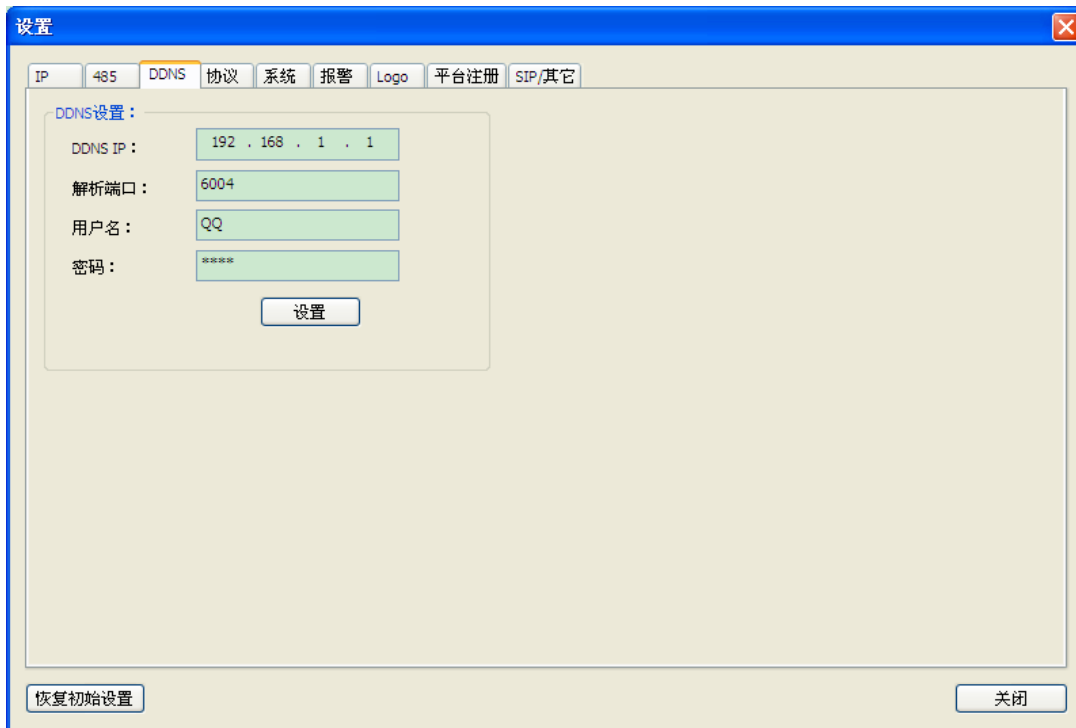 设置
IP 485 DDNS 协议 系统 报警 Logo 平台注册 SIP/其它
DDNS设置：
DDNS IP： 192 . 168 . 1 . 1
解析端口： 6004
用户名： QQ
密码： ****
设置
恢复初始设置 关闭